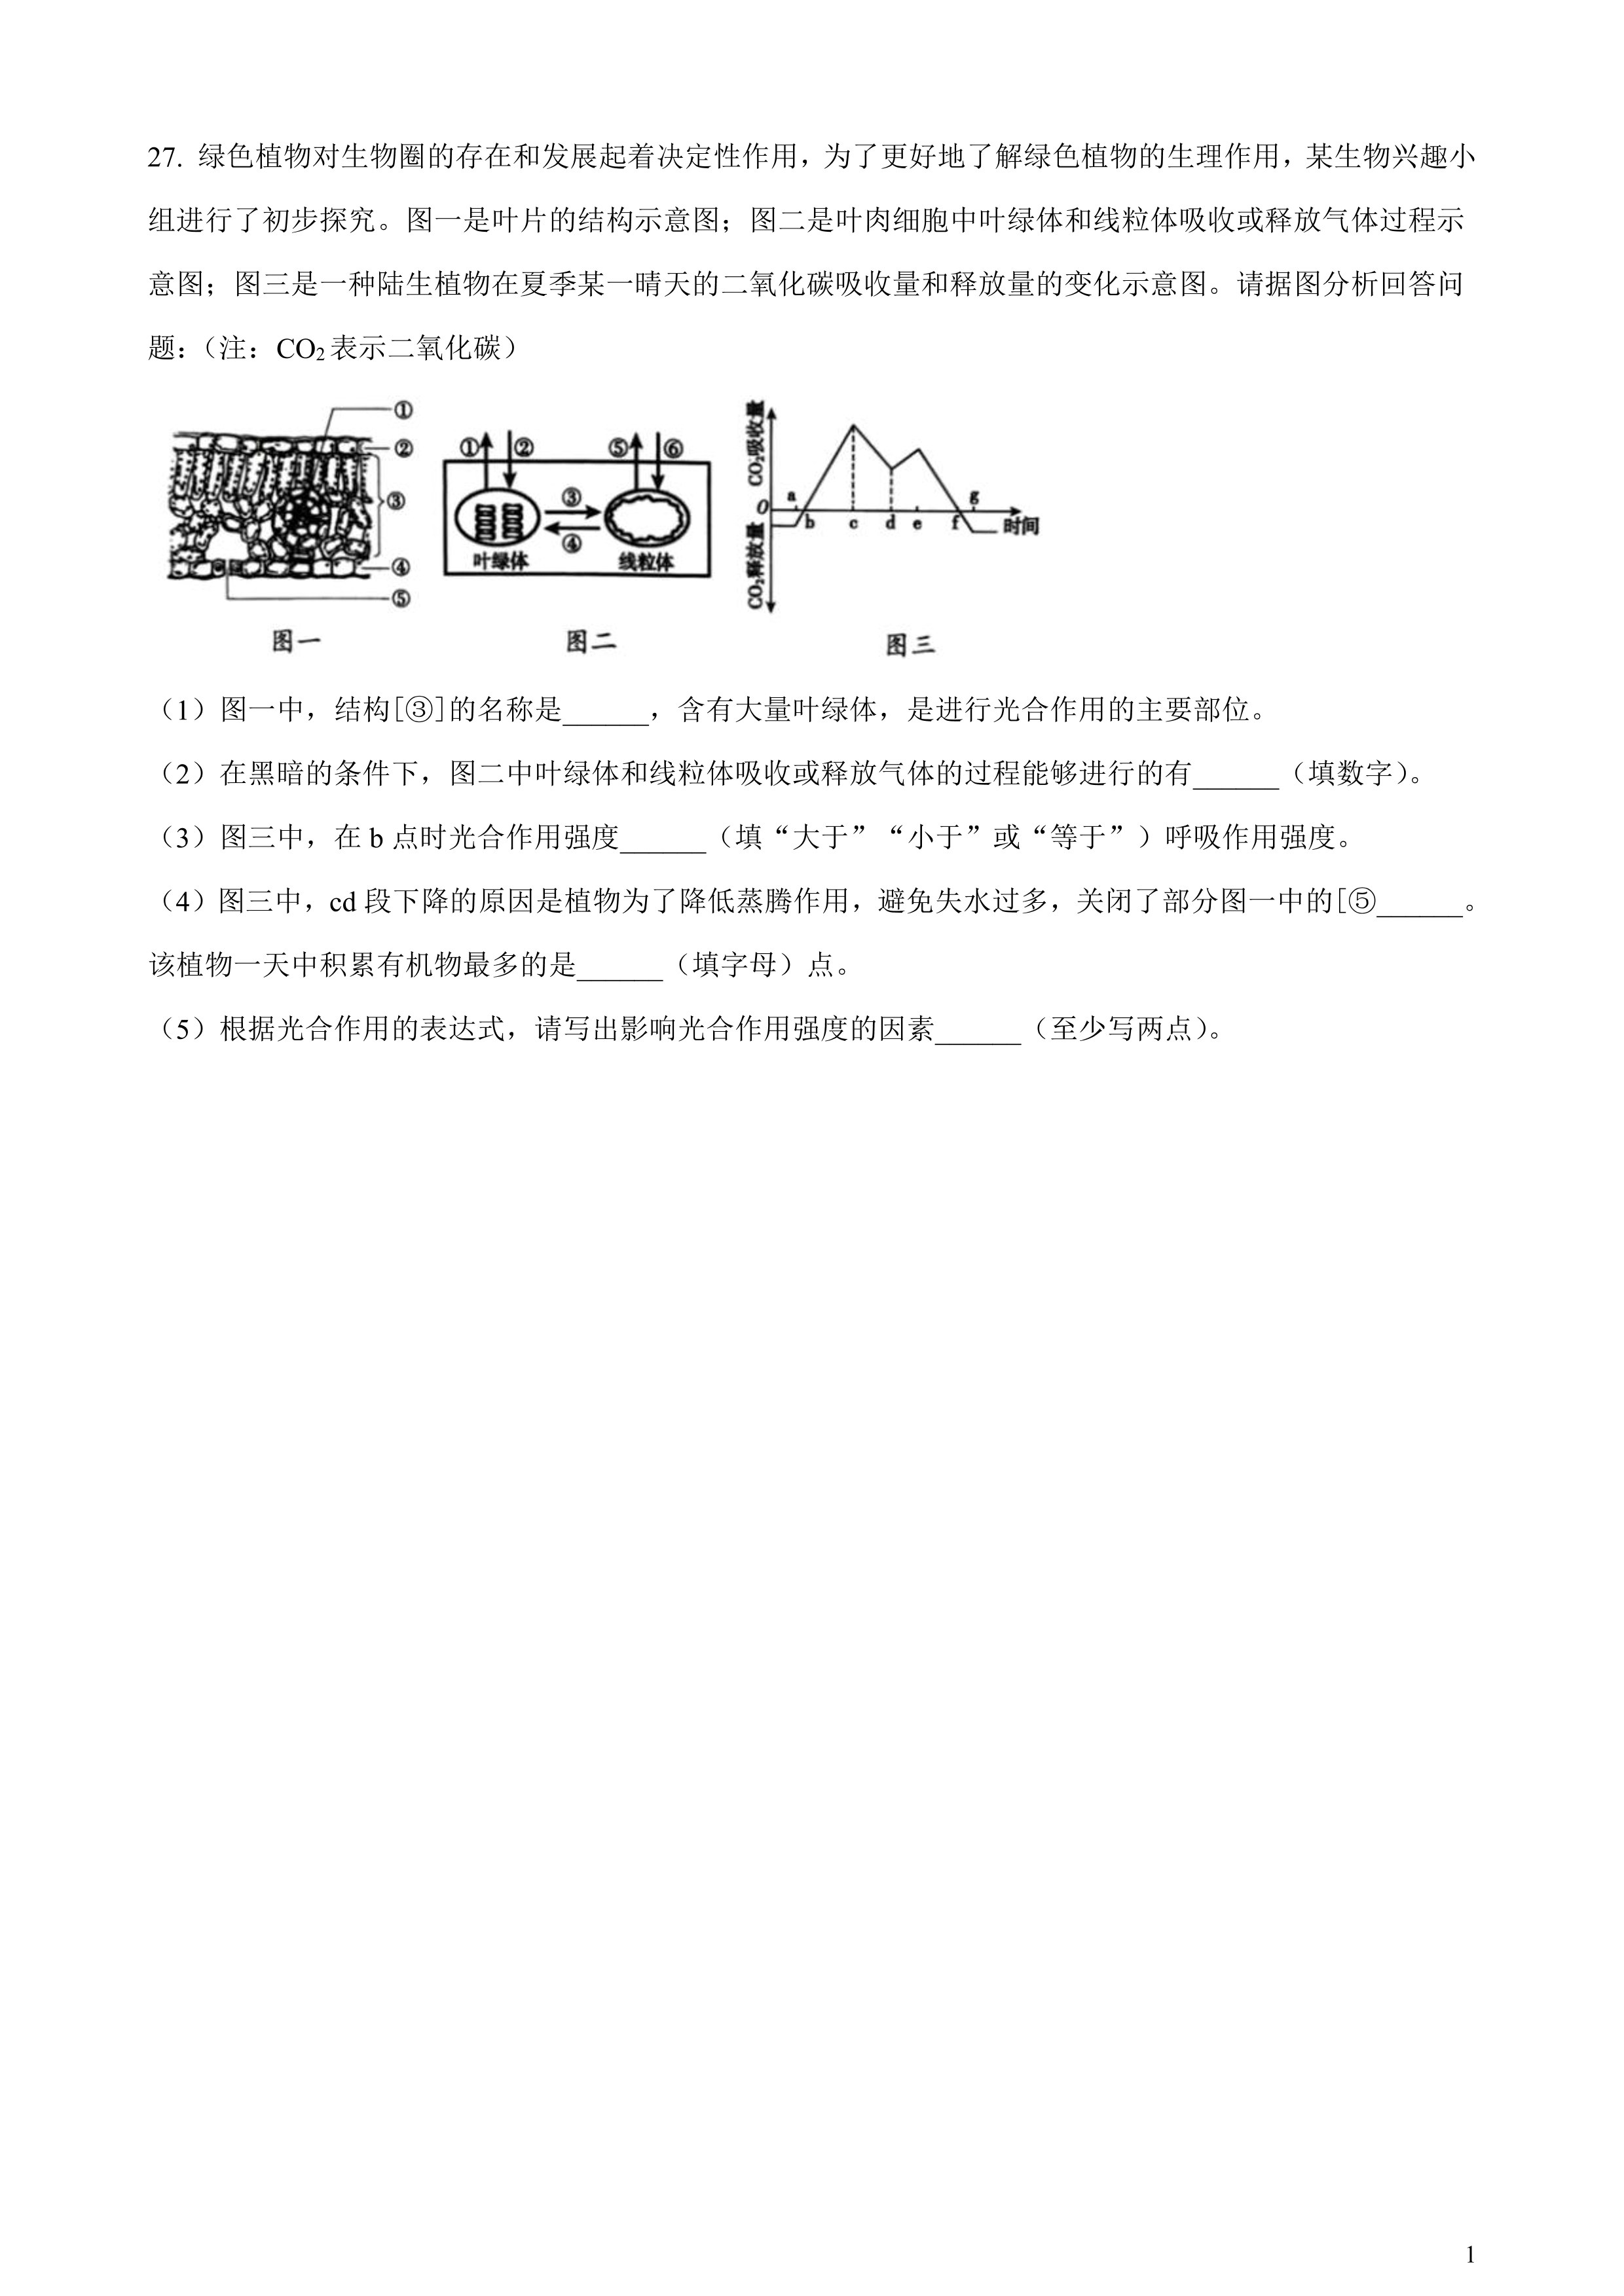 27. 绿色植物对生物圈的存在和发展起着决定性作用，为了更好地了解绿色植物的生理作用，某生物兴趣小
组进行了初步探究。图一是叶片的结构示意图；图二是叶肉细胞中叶绿体和线粒体吸收或释放气体过程示
意图；图三是一种陆生植物在夏季某一晴天的二氧化碳吸收量和释放量的变化示意图。请据图分析回答问
题：（注：CO₂表示二氧化碳）
①
②
③
④
⑤
图一
① ② ⑤ ⑥
③
④
叶绿体 线粒体
图二
CO₂吸收量
CO₂释放量
O a b c d e f g 时间
图三
（1）图一中，结构[③]的名称是______，含有大量叶绿体，是进行光合作用的主要部位。
（2）在黑暗的条件下，图二中叶绿体和线粒体吸收或释放气体的过程能够进行的有______（填数字）。
（3）图三中，在 b 点时光合作用强度______（填“大于”“小于”或“等于”）呼吸作用强度。
（4）图三中，cd 段下降的原因是植物为了降低蒸腾作用，避免失水过多，关闭了部分图一中的[⑤______。
该植物一天中积累有机物最多的是______（填字母）点。
（5）根据光合作用的表达式，请写出影响光合作用强度的因素______（至少写两点）。
1